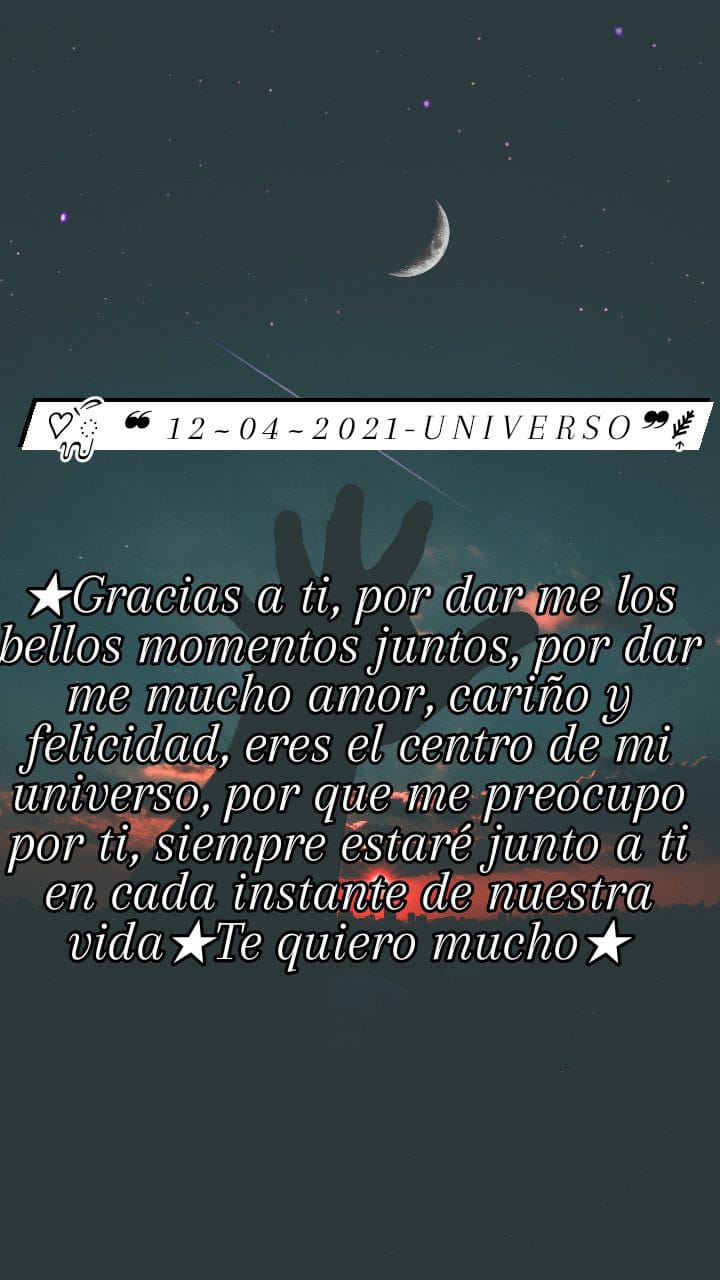 ❝ 12~04~2021-UNIVERSO❞
★Gracias a ti, por dar me los
bellos momentos juntos, por dar
me mucho amor, cariño y
felicidad, eres el centro de mi
universo, por que me preocupo
por ti, siempre estaré junto a ti
en cada instante de nuestra
vida★Te quiero mucho★